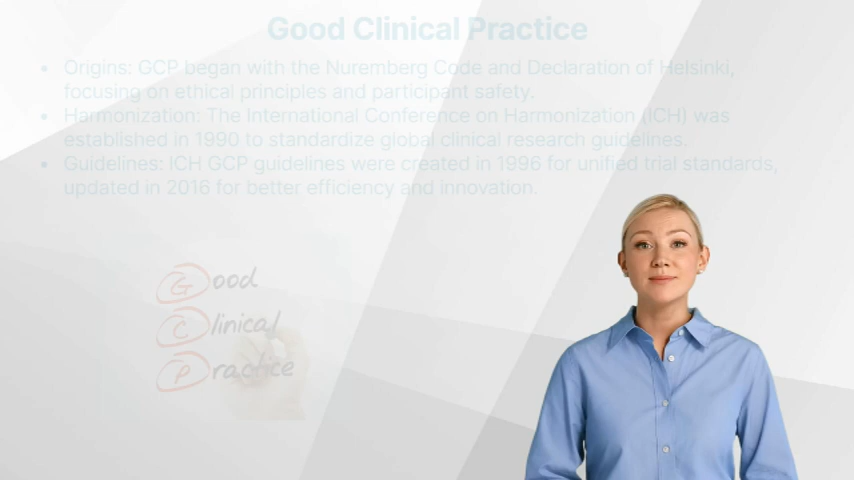 Good Clinical Practice
• Origins: GCP began with the Nuremberg Code and Declaration of Helsinki,
focusing on ethical principles and participant safety.
• Harmonization: The International Conference on Harmonization (ICH) was
established in 1990 to standardize global clinical research guidelines.
• Guidelines: ICH GCP guidelines were created in 1996 for unified trial standards,
updated in 2016 for better efficiency and innovation.
Good
Clinical
Practice